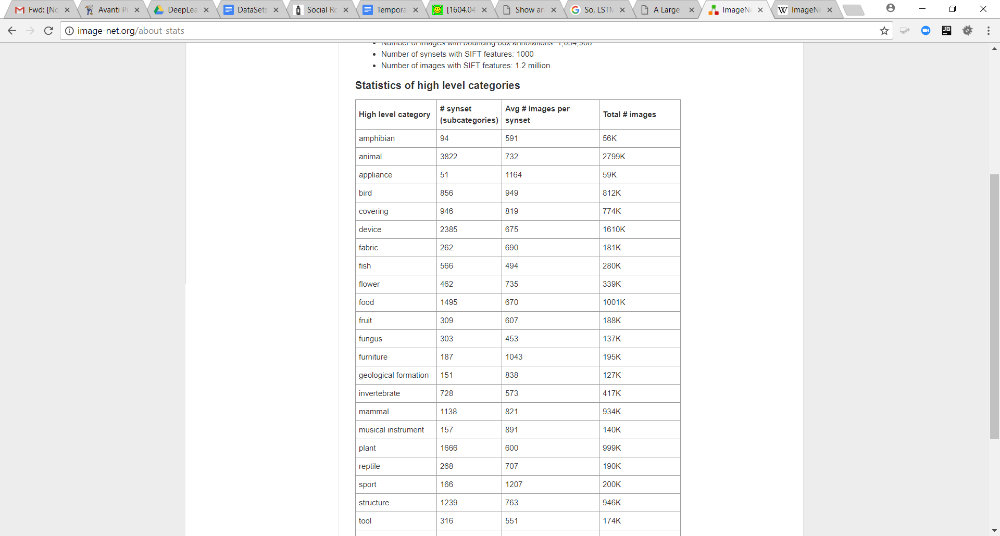 Fwd: [No
Avanti Pi
DeepLea
DataSets
Social Ro
Tempora
[1604.04
Show an
So, LSTM
A Large
ImageNe
W ImageNe
image-net.org/about-stats
JB
Number of images with bounding box annotations: 1,034,908
Number of synsets with SIFT features: 1000
Number of images with SIFT features: 1.2 million
Statistics of high level categories
High level category # synset (subcategories) Avg # images per synset Total # images
amphibian 94 591 56K
animal 3822 732 2799K
appliance 51 1164 59K
bird 856 949 812K
covering 946 819 774K
device 2385 675 1610K
fabric 262 690 181K
fish 566 494 280K
flower 462 735 339K
food 1495 670 1001K
fruit 309 607 188K
fungus 303 453 137K
furniture 187 1043 195K
geological formation 151 838 127K
invertebrate 728 573 417K
mammal 1138 821 934K
musical instrument 157 891 140K
plant 1666 600 999K
reptile 268 707 190K
sport 166 1207 200K
structure 1239 763 946K
tool 316 551 174K